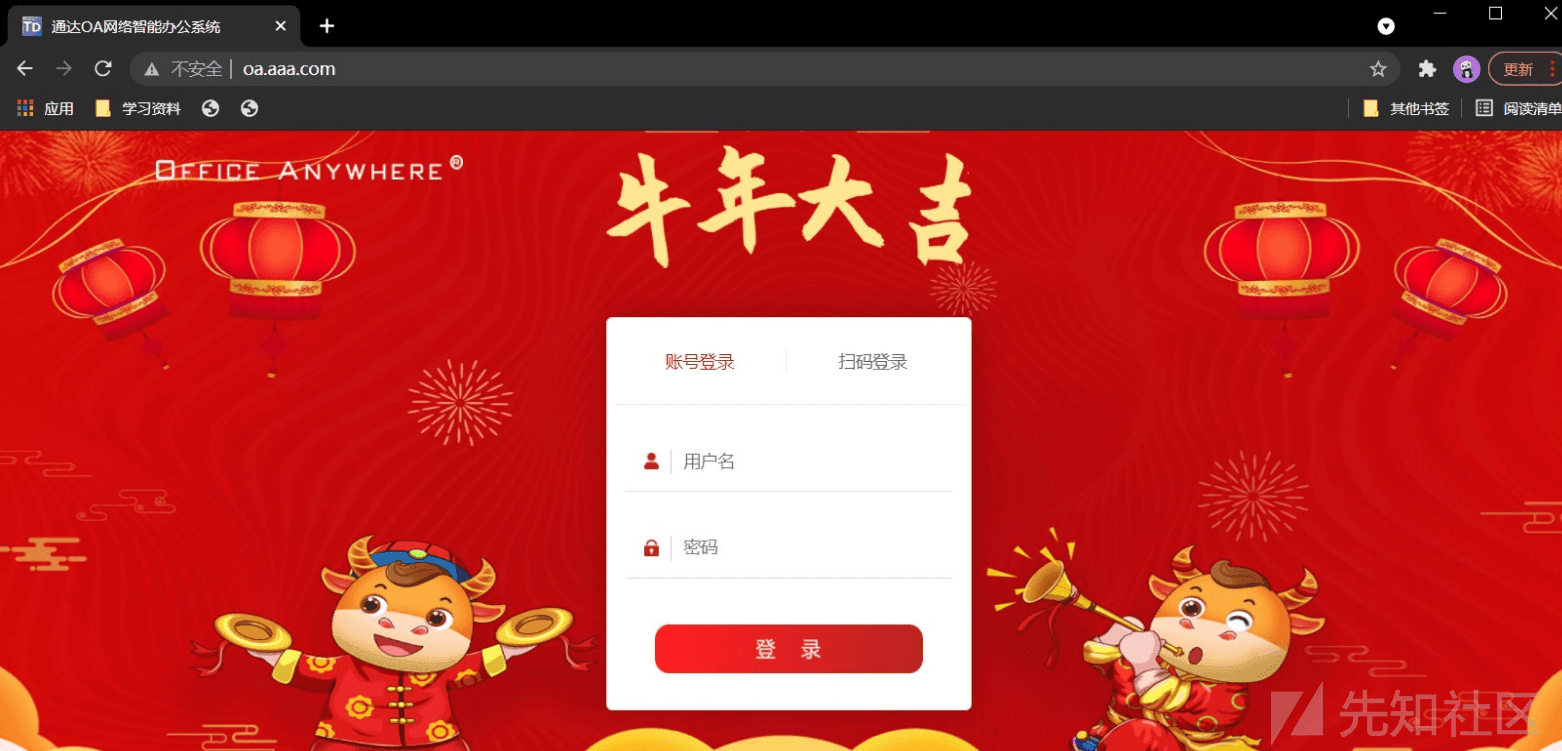 TD 通达OA网络智能办公系统
不安全 oa.aaa.com
更新
应用 学习资料 其他书签 阅读清单
OFFICE ANYWHERE®
牛年大吉
账号登录 扫码登录
用户名
密码
登 录
先知社区